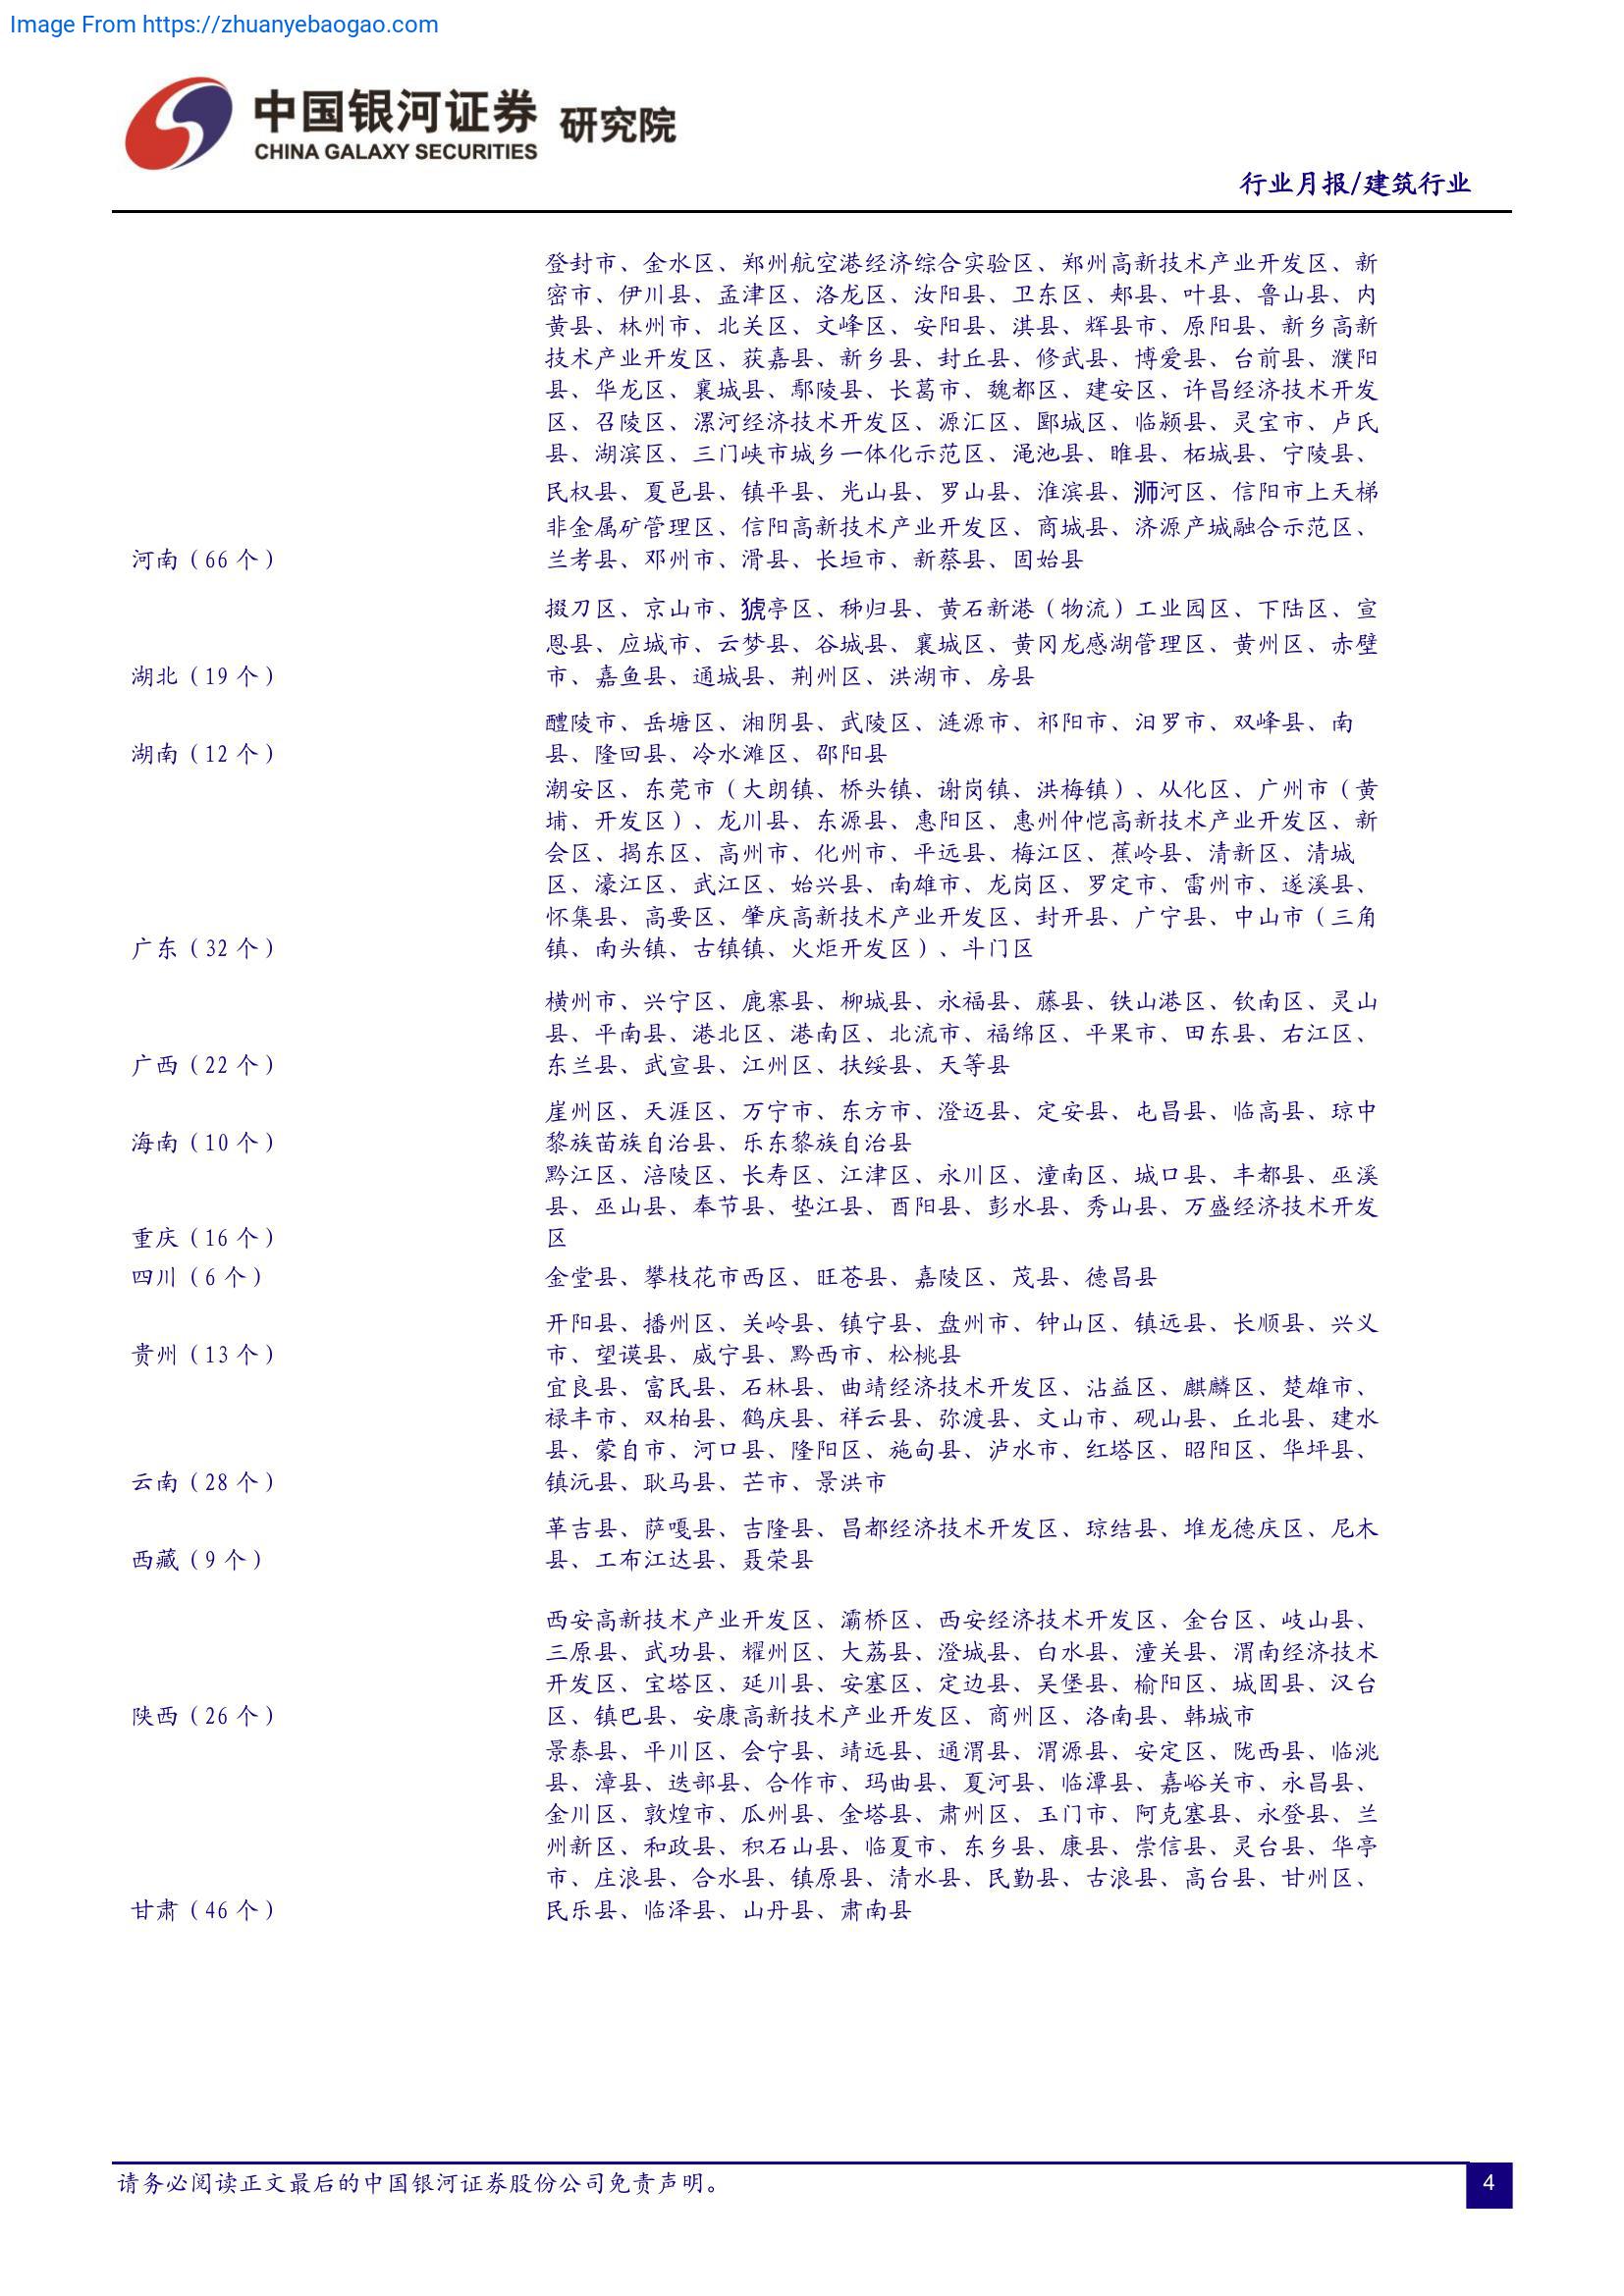 Image From https://zhuanyebaogao.com
中国银河证券 研究院
CHINA GALAXY SECURITIES
行业月报/建筑行业
登封市、金水区、郑州航空港经济综合实验区、郑州高新技术产业开发区、新
密市、伊川县、孟津区、洛龙区、汝阳县、卫东区、郏县、叶县、鲁山县、内
黄县、林州市、北关区、文峰区、安阳县、淇县、辉县市、原阳县、新乡高新
技术产业开发区、获嘉县、新乡县、封丘县、修武县、博爱县、台前县、濮阳
县、华龙区、襄城县、鄢陵县、长葛市、魏都区、建安区、许昌经济技术开发
区、召陵区、漯河经济技术开发区、源汇区、郾城区、临颍县、灵宝市、卢氏
县、湖滨区、三门峡市城乡一体化示范区、渑池县、睢县、柘城县、宁陵县、
民权县、夏邑县、镇平县、光山县、罗山县、淮滨县、浉河区、信阳市上天梯
非金属矿管理区、信阳高新技术产业开发区、商城县、济源产城融合示范区、
河南（66 个） 兰考县、邓州市、滑县、长垣市、新蔡县、固始县
掇刀区、京山市、猇亭区、秭归县、黄石新港（物流）工业园区、下陆区、宣
恩县、应城市、云梦县、谷城县、襄城区、黄冈龙感湖管理区、黄州区、赤壁
湖北（19 个） 市、嘉鱼县、通城县、荆州区、洪湖市、房县
醴陵市、岳塘区、湘阴县、武陵区、涟源市、祁阳市、汨罗市、双峰县、南
湖南（12 个） 县、隆回县、冷水滩区、邵阳县
潮安区、东莞市（大朗镇、桥头镇、谢岗镇、洪梅镇）、从化区、广州市（黄
埔、开发区）、龙川县、东源县、惠阳区、惠州仲恺高新技术产业开发区、新
会区、揭东区、高州市、化州市、平远县、梅江区、蕉岭县、清新区、清城
区、濠江区、武江区、始兴县、南雄市、龙岗区、罗定市、雷州市、遂溪县、
怀集县、高要区、肇庆高新技术产业开发区、封开县、广宁县、中山市（三角
广东（32 个） 镇、南头镇、古镇镇、火炬开发区）、斗门区
横州市、兴宁区、鹿寨县、柳城县、永福县、藤县、铁山港区、钦南区、灵山
县、平南县、港北区、港南区、北流市、福绵区、平果市、田东县、右江区、
广西（22 个） 东兰县、武宣县、江州区、扶绥县、天等县
崖州区、天涯区、万宁市、东方市、澄迈县、定安县、屯昌县、临高县、琼中
海南（10 个） 黎族苗族自治县、乐东黎族自治县
黔江区、涪陵区、长寿区、江津区、永川区、潼南区、城口县、丰都县、巫溪
县、巫山县、奉节县、垫江县、酉阳县、彭水县、秀山县、万盛经济技术开发
重庆（16 个） 区
四川（6 个） 金堂县、攀枝花市西区、旺苍县、嘉陵区、茂县、德昌县
开阳县、播州区、关岭县、镇宁县、盘州市、钟山区、镇远县、长顺县、兴义
贵州（13 个） 市、望谟县、威宁县、黔西市、松桃县
宜良县、富民县、石林县、曲靖经济技术开发区、沾益区、麒麟区、楚雄市、
禄丰市、双柏县、鹤庆县、祥云县、弥渡县、文山市、砚山县、丘北县、建水
县、蒙自市、河口县、隆阳区、施甸县、泸水市、红塔区、昭阳区、华坪县、
云南（28 个） 镇沅县、耿马县、芒市、景洪市
革吉县、萨嘎县、吉隆县、昌都经济技术开发区、琼结县、堆龙德庆区、尼木
西藏（9 个） 县、工布江达县、聂荣县
西安高新技术产业开发区、灞桥区、西安经济技术开发区、金台区、岐山县、
三原县、武功县、耀州区、大荔县、澄城县、白水县、潼关县、渭南经济技术
开发区、宝塔区、延川县、安塞区、定边县、吴堡县、榆阳区、城固县、汉台
陕西（26 个） 区、镇巴县、安康高新技术产业开发区、商州区、洛南县、韩城市
景泰县、平川区、会宁县、靖远县、通渭县、渭源县、安定区、陇西县、临洮
县、漳县、迭部县、合作市、玛曲县、夏河县、临潭县、嘉峪关市、永昌县、
金川区、敦煌市、瓜州县、金塔县、肃州区、玉门市、阿克塞县、永登县、兰
州新区、和政县、积石山县、临夏市、东乡县、康县、崇信县、灵台县、华亭
市、庄浪县、合水县、镇原县、清水县、民勤县、古浪县、高台县、甘州区、
甘肃（46 个） 民乐县、临泽县、山丹县、肃南县
请务必阅读正文最后的中国银河证券股份公司免责声明。 4